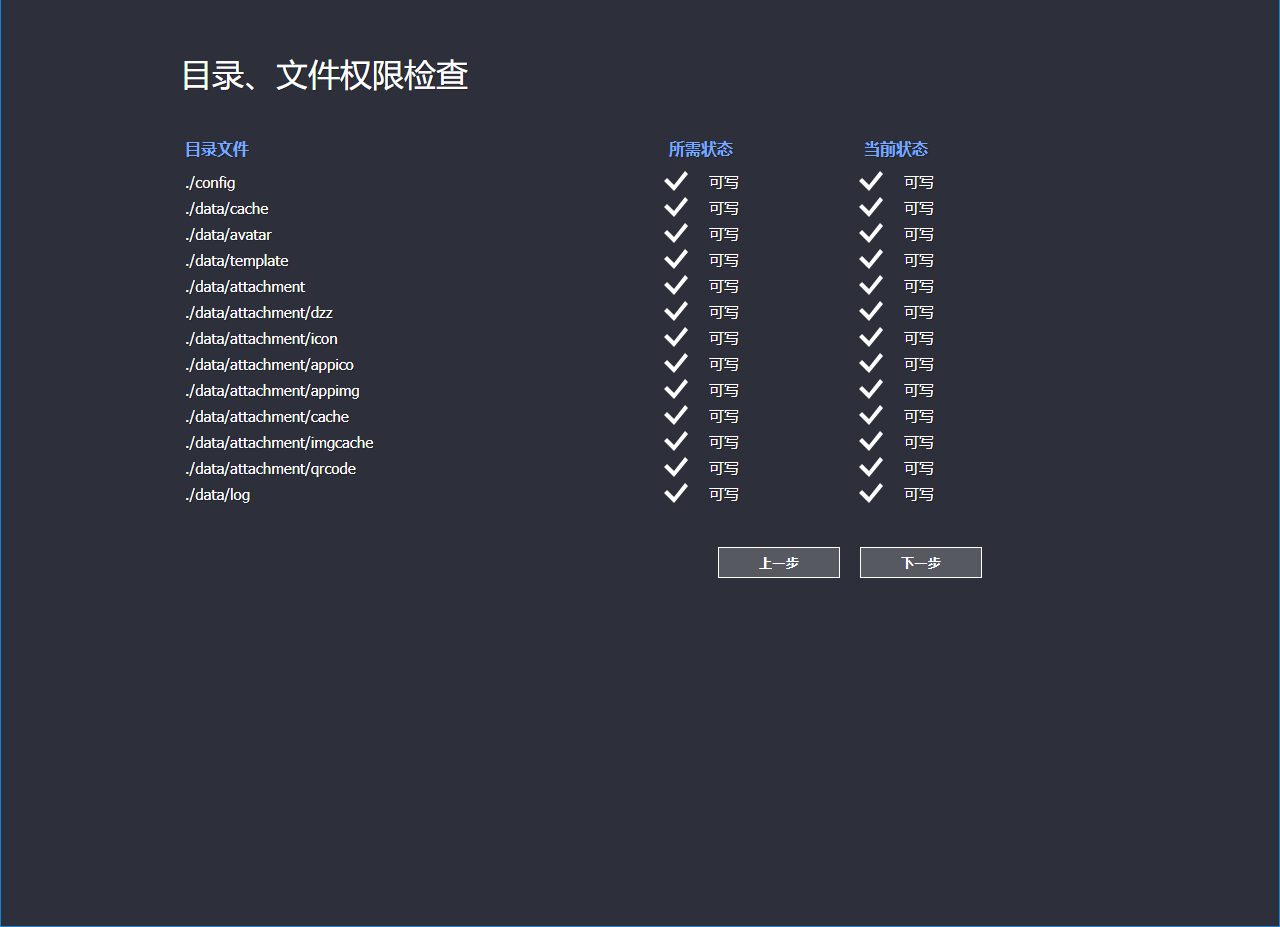 目录、文件权限检查
目录文件 所需状态 当前状态
./config 可写 可写
./data/cache 可写 可写
./data/avatar 可写 可写
./data/template 可写 可写
./data/attachment 可写 可写
./data/attachment/dzz 可写 可写
./data/attachment/icon 可写 可写
./data/attachment/appico 可写 可写
./data/attachment/appimg 可写 可写
./data/attachment/cache 可写 可写
./data/attachment/imgcache 可写 可写
./data/attachment/qrcode 可写 可写
./data/log 可写 可写
上一步 下一步